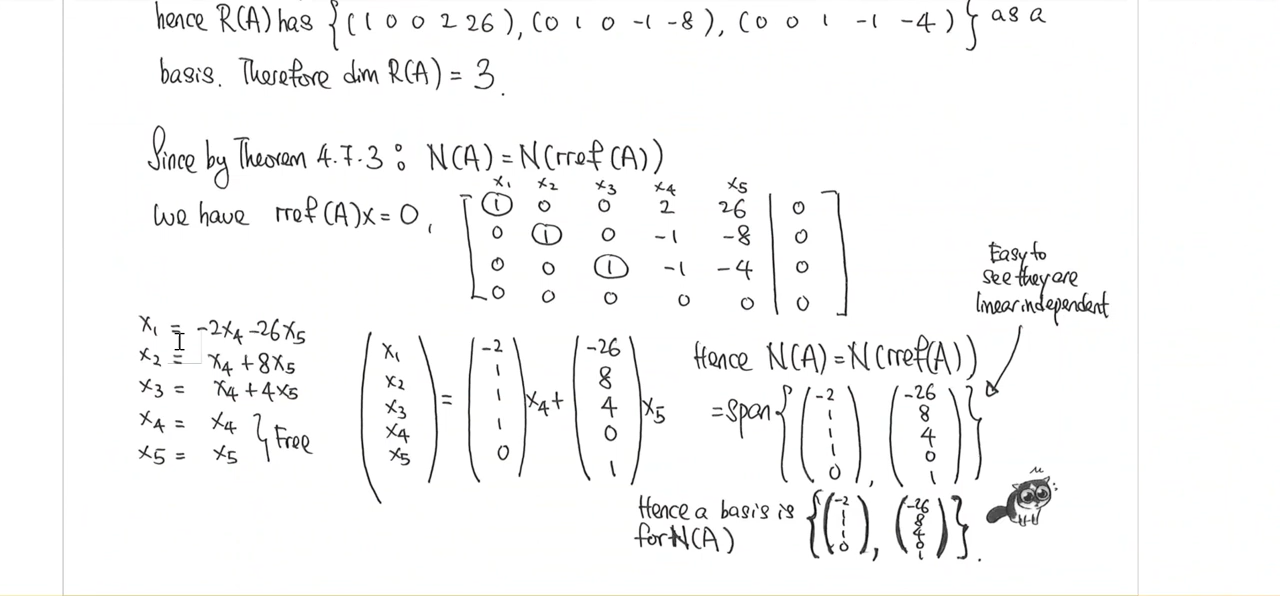 hence R(A) has {(1 0 0 2 26), (0 1 0 -1 -8), (0 0 1 -1 -4)} as a
basis. Therefore dim R(A) = 3.
Since by Theorem 4.7.3 : N(A) = N(rref(A))
x₁ x₂ x₃ x₄ x₅
we have rref(A)x = 0,
1 0 0 2 26 | 0
0 1 0 -1 -8 | 0
0 0 1 -1 -4 | 0
0 0 0 0 0 | 0
Easy to
see they are
linear independent
x₁ = -2x₄ -26x₅
x₂ = x₄ + 8x₅
x₃ = x₄ + 4x₅
x₄ = x₄
x₅ = x₅
} Free
(x₁ x₂ x₃ x₄ x₅) = (-2 1 1 1 0) x₄ + (-26 8 4 0 1) x₅
Hence N(A) = N(rref(A))
= span {(-2 1 1 1 0), (-26 8 4 0 1)}
Hence a basis is
for N(A)
{(-2 1 1 1 0), (-26 8 4 0 1)}.